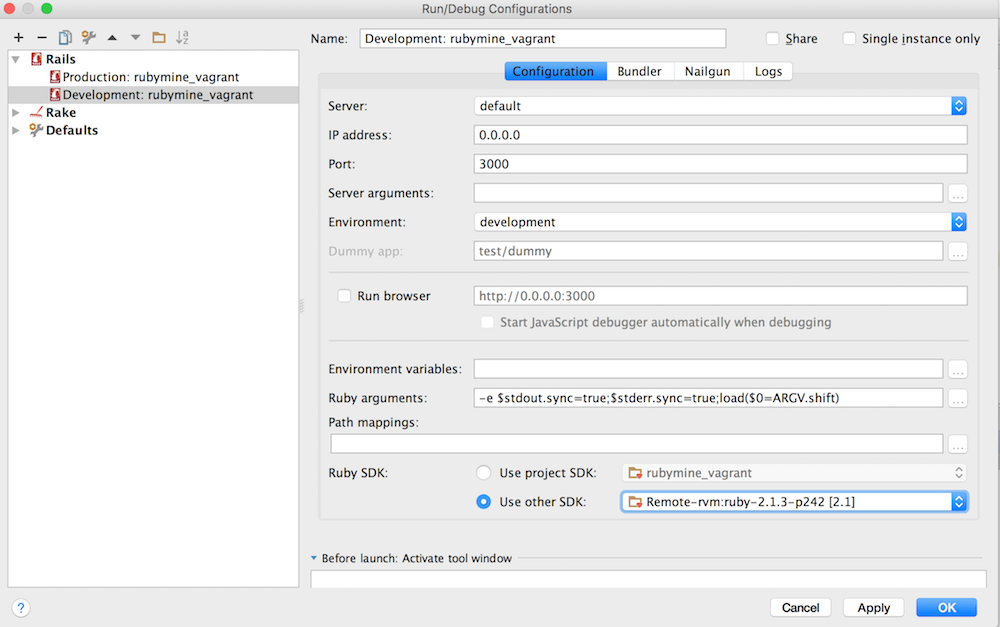 Run/Debug Configurations
Name: Development: rubymine_vagrant Share Single instance only
Rails
Production: rubymine_vagrant
Development: rubymine_vagrant
Rake
Defaults
Configuration Bundler Nailgun Logs
Server: default
IP address: 0.0.0.0
Port: 3000
Server arguments: ...
Environment: development
Dummy app: test/dummy ...
Run browser http://0.0.0.0:3000
Start JavaScript debugger automatically when debugging
Environment variables: ...
Ruby arguments: -e $stdout.sync=true;$stderr.sync=true;load($0=ARGV.shift) ...
Path mappings:
...
Ruby SDK: Use project SDK: rubymine_vagrant
Use other SDK: Remote-rvm:ruby-2.1.3-p242 [2.1]
Before launch: Activate tool window
? Cancel Apply OK